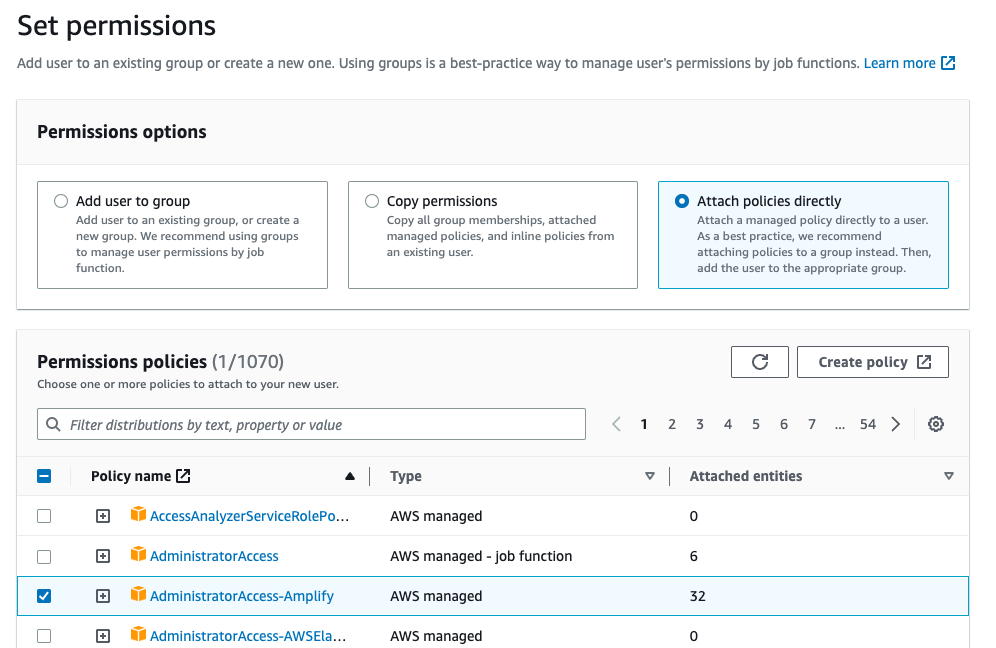 Set permissions
Add user to an existing group or create a new one. Using groups is a best-practice way to manage user's permissions by job functions. Learn more
Permissions options
Add user to group
Add user to an existing group, or create a
new group. We recommend using groups
to manage user permissions by job
function.
Copy permissions
Copy all group memberships, attached
managed policies, and inline policies from
an existing user.
Attach policies directly
Attach a managed policy directly to a user.
As a best practice, we recommend
attaching policies to a group instead. Then,
add the user to the appropriate group.
Permissions policies (1/1070)
Choose one or more policies to attach to your new user.
Create policy
Filter distributions by text, property or value
1 2 3 4 5 6 7 ... 54
Policy name Type Attached entities
AccessAnalyzerServiceRolePo... AWS managed 0
AdministratorAccess AWS managed - job function 6
AdministratorAccess-Amplify AWS managed 32
AdministratorAccess-AWSEla... AWS managed 0